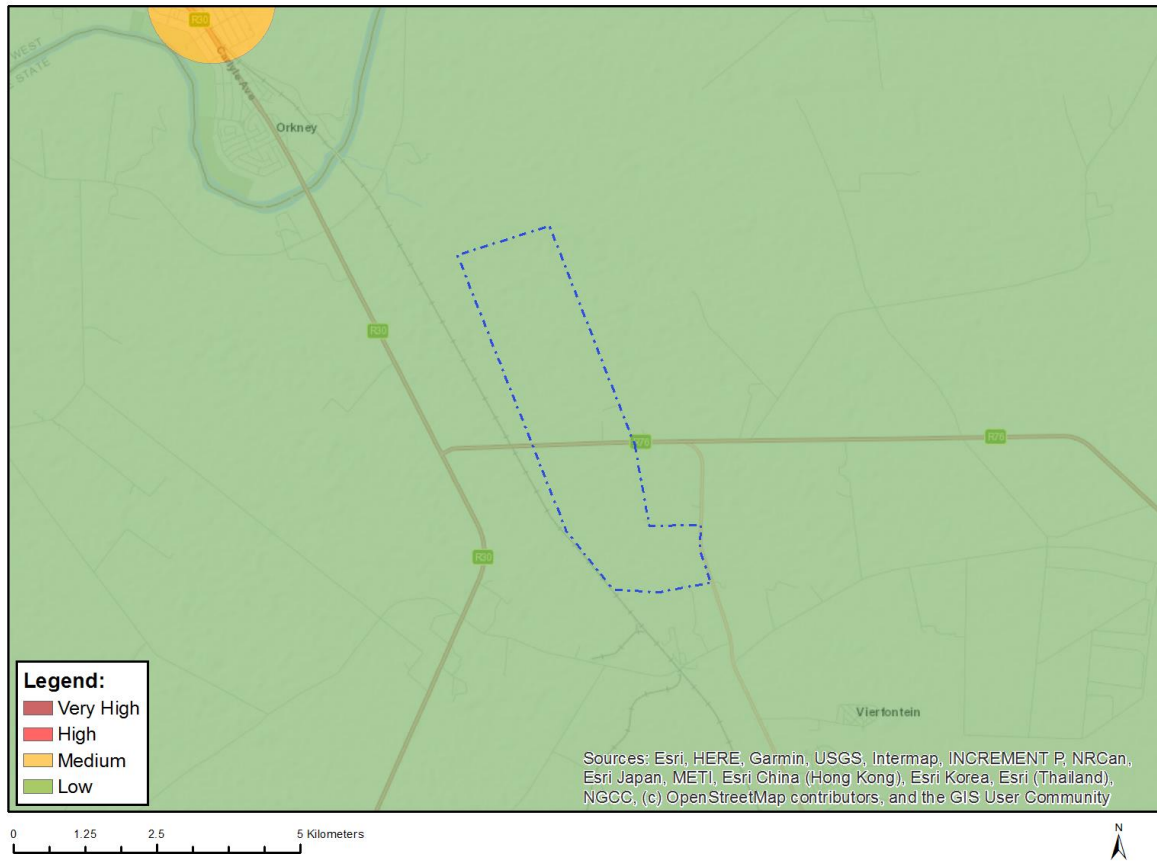 R30
WEST
STATE
Carlyle Ave
Orkney
R30
R76
R76
R30
Vierfontein
Legend:
Very High
High
Medium
Low
Sources: Esri, HERE, Garmin, USGS, Intermap, INCREMENT P, NRCan,
Esri Japan, METI, Esri China (Hong Kong), Esri Korea, Esri (Thailand),
NGCC, (c) OpenStreetMap contributors, and the GIS User Community
0 1.25 2.5 5 Kilometers
N